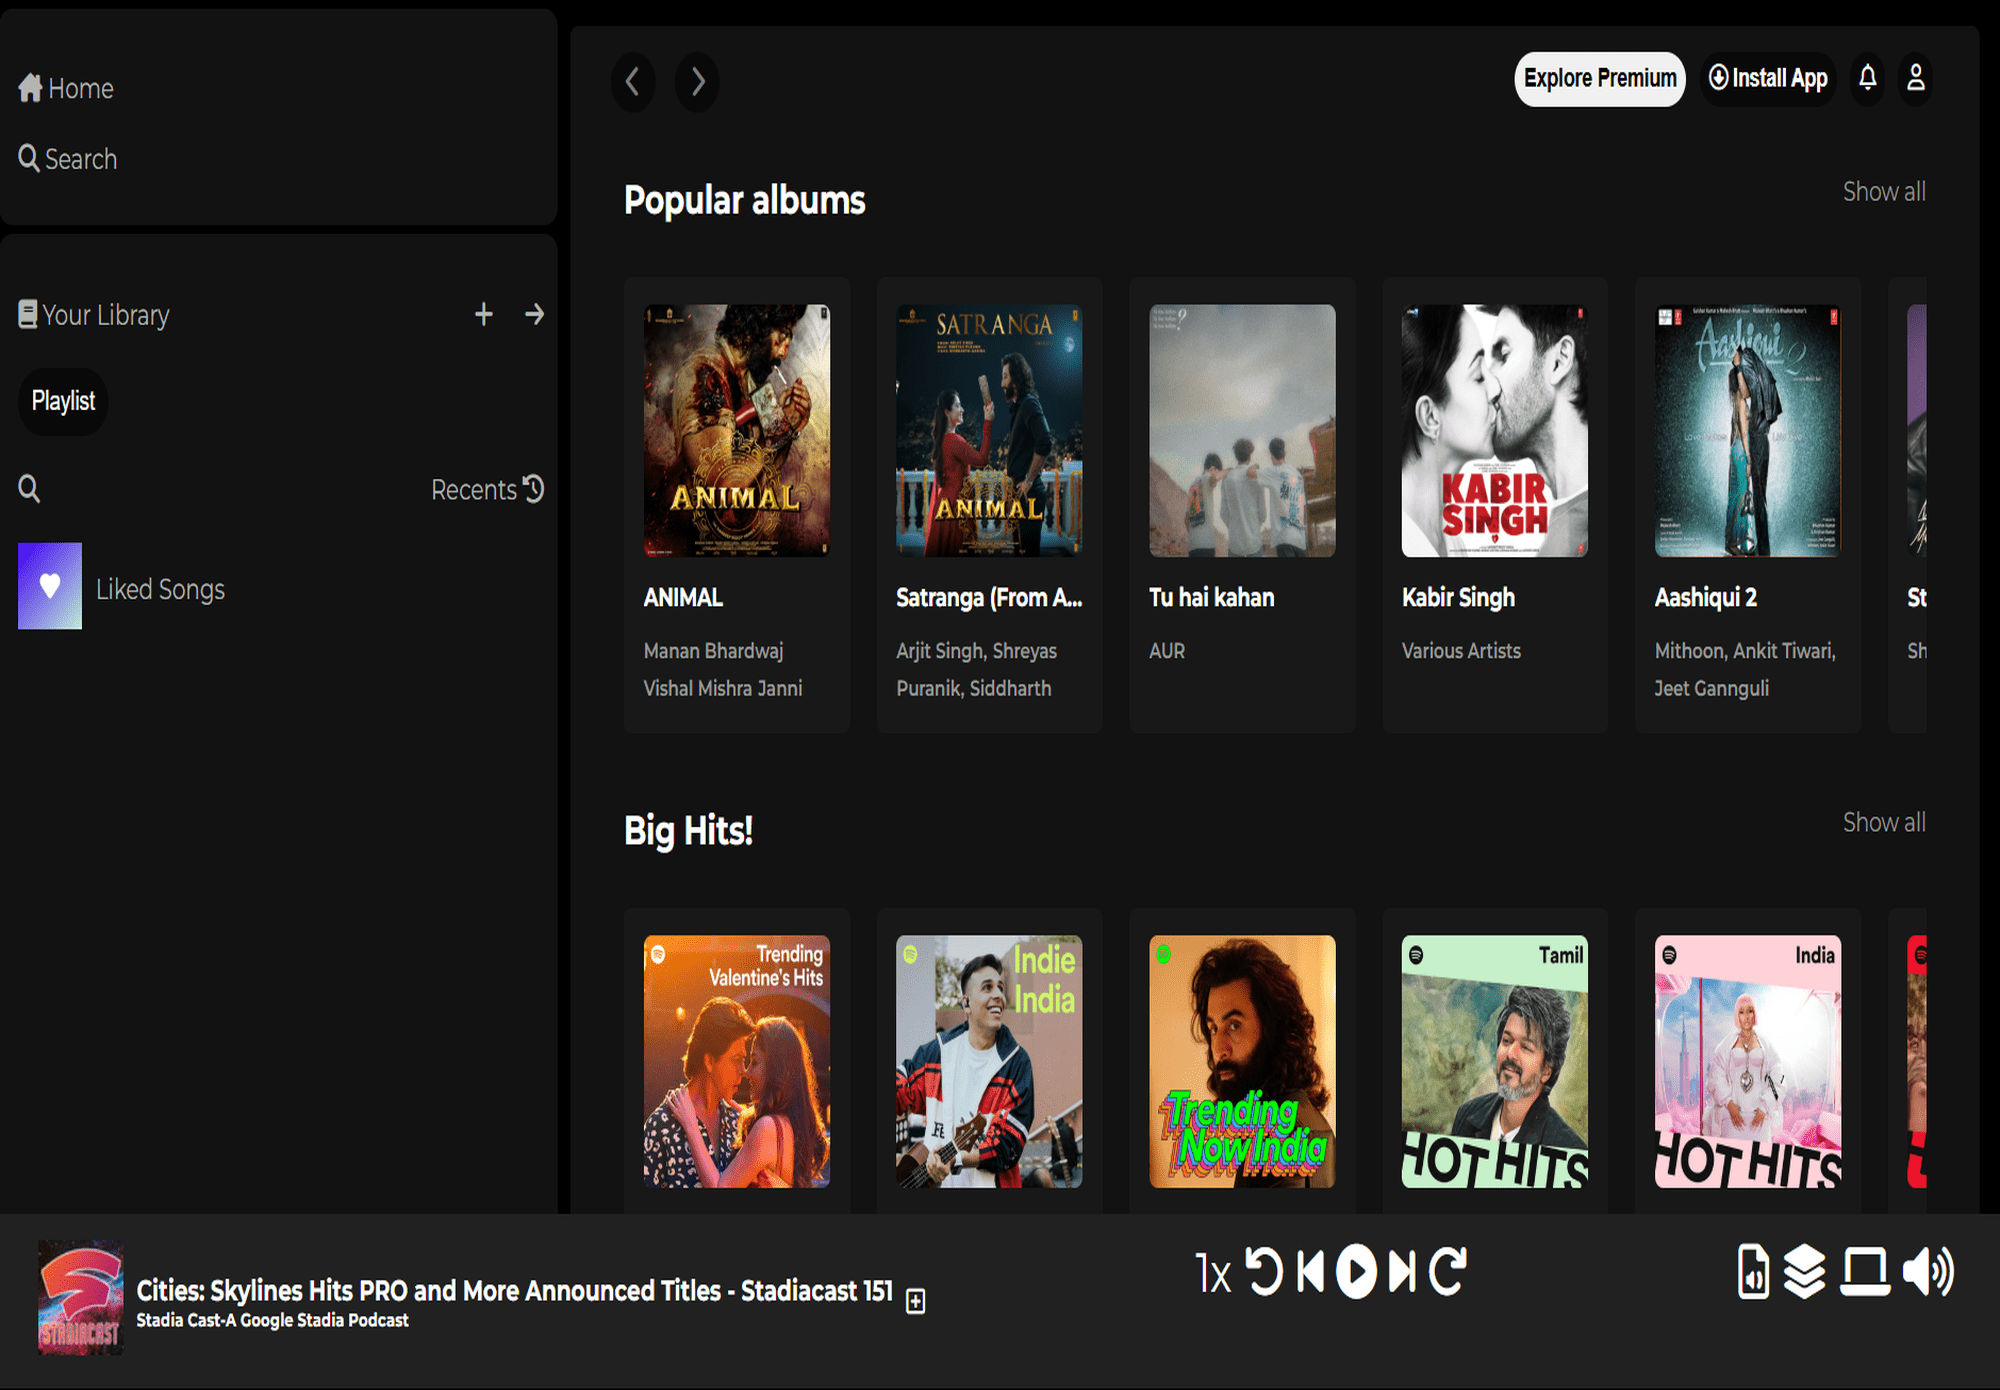 Home
Search
Your Library
Playlist
Recents
Liked Songs
Explore Premium
Install App
Popular albums
Show all
ANIMAL
SATRANGA
ANIMAL
KABIR
SINGH
Aashiqui 2
ANIMAL
Satranga (From A...
Tu hai kahan
Kabir Singh
Aashiqui 2
St
Manan Bhardwaj
Vishal Mishra Janni
Arjit Singh, Shreyas
Puranik, Siddharth
AUR
Various Artists
Mithoon, Ankit Tiwari,
Jeet Gannguli
Sh
Big Hits!
Show all
Trending
Valentine's Hits
Indie
India
Trending
Now India
Tamil
HOT HITS
India
HOT HITS
STADIACAST
Cities: Skylines Hits PRO and More Announced Titles - Stadiacast 151
Stadia Cast-A Google Stadia Podcast
1x